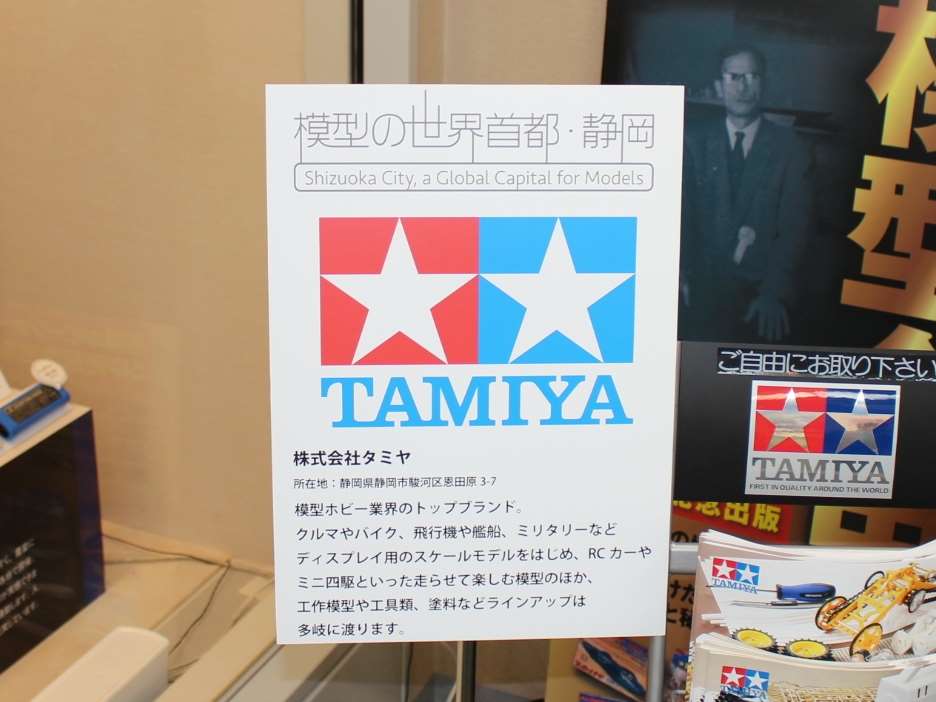 模型の世界首都・静岡
Shizuoka City, a Global Capital for Models
TAMIYA
株式会社タミヤ
所在地：静岡県静岡市駿河区恩田原 3-7
模型ホビー業界のトップブランド。
クルマやバイク、飛行機や艦船、ミリタリーなど
ディスプレイ用のスケールモデルをはじめ、RC カーや
ミニ四駆といった走らせて楽しむ模型のほか、
工作模型や工具類、塗料などラインアップは
多岐に渡ります。
模型
ご自由にお取り下さい
TAMIYA
FIRST IN QUALITY AROUND THE WORLD
出版
TAMIYA
TAMIYA